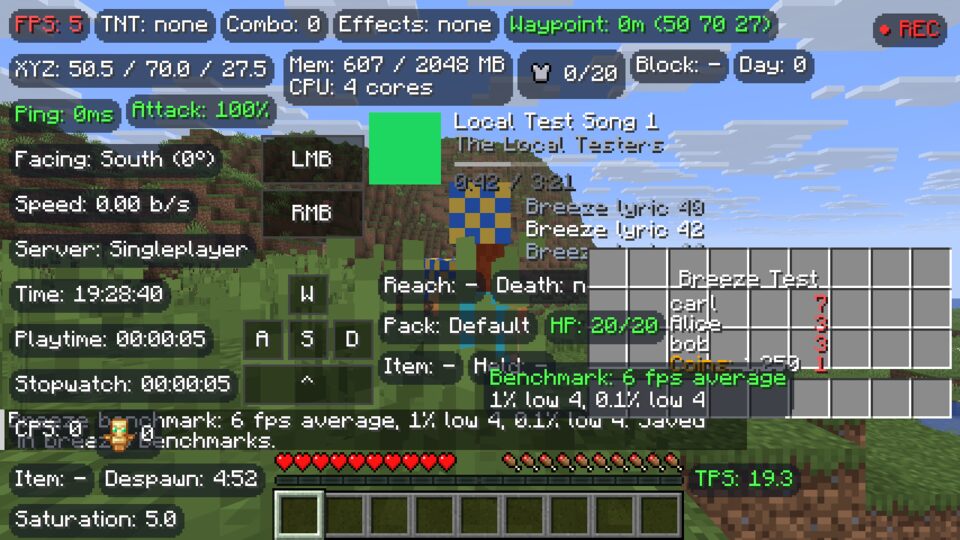 FPS: 5 TNT: none Combo: 0 Effects: none Waypoint: 0m (50 70 27) REC
XYZ: 50.5 / 70.0 / 27.5 Mem: 607 / 2048 MB 0/20 Block: - Day: 0
CPU: 4 cores
Ping: 0ms Attack: 100%
Local Test Song 1
The Local Testers
Facing: South (0°) LMB
0:42 / 3:21
Speed: 0.00 b/s RMB
Breeze lyric 40
Breeze lyric 42
Breeze lyric 44
Server: Singleplayer
Time: 19:28:40 W
Reach: - Death: n
Breeze Test
carl 7
Alice 3
bob 3
Coins: 1,250 1
Playtime: 00:00:05 A S D
Pack: Default HP: 20/20
Item: - Held: -
Stopwatch: 00:00:05 ^
Benchmark: 6 fps average
1% low 4, 0.1% low 4
Breeze benchmark: 6 fps average, 1% low 4, 0.1% low 4. Saved
in breeze benchmarks.
CPS: 0 0
Item: - Despawn: 4:52 TPS: 19.3
Saturation: 5.0